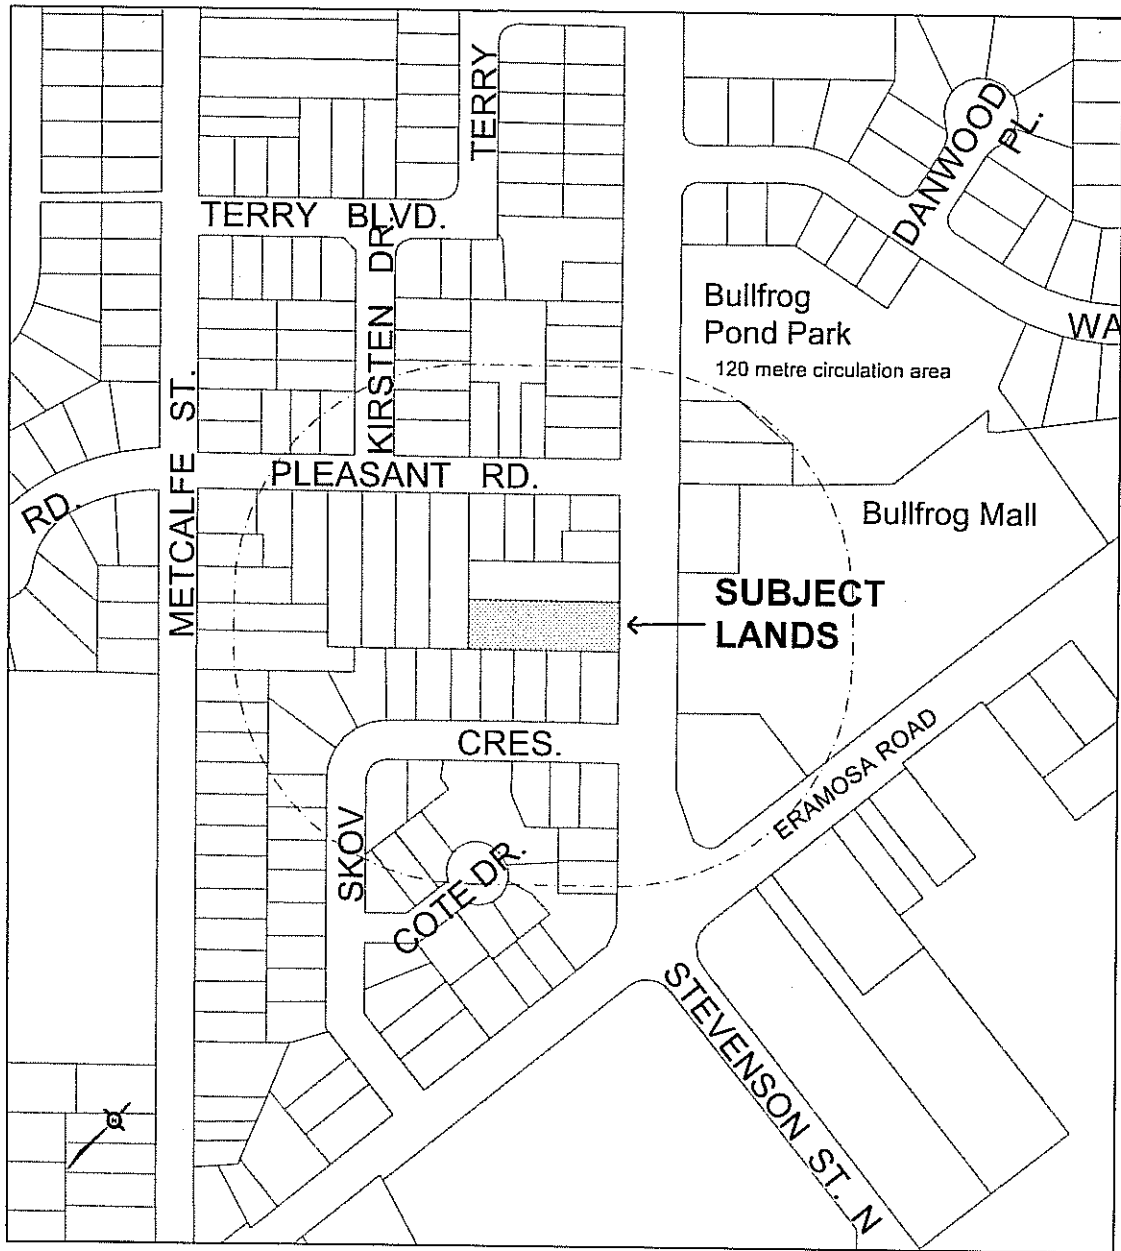 TERRY
DANWOOD
PL.
TERRY BLVD.
KIRSTEN DR.
Bullfrog
Pond Park
120 metre circulation area
WA
METCALFE ST.
PLEASANT RD.
RD.
Bullfrog Mall
SUBJECT
LANDS
CRES.
ERAMOSA ROAD
SKOV
COTE DR.
STEVENSON ST. N